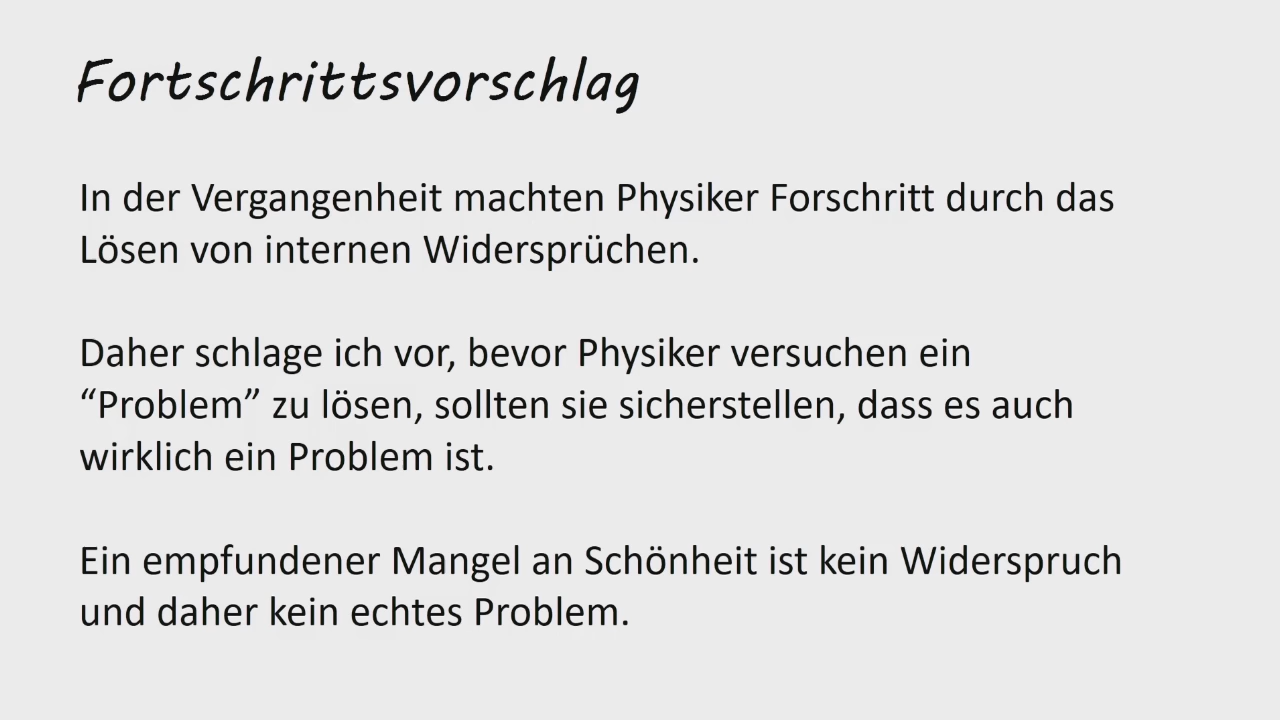 Fortschrittsvorschlag
In der Vergangenheit machten Physiker Forschritt durch das
Lösen von internen Widersprüchen.
Daher schlage ich vor, bevor Physiker versuchen ein
“Problem” zu lösen, sollten sie sicherstellen, dass es auch
wirklich ein Problem ist.
Ein empfundener Mangel an Schönheit ist kein Widerspruch
und daher kein echtes Problem.